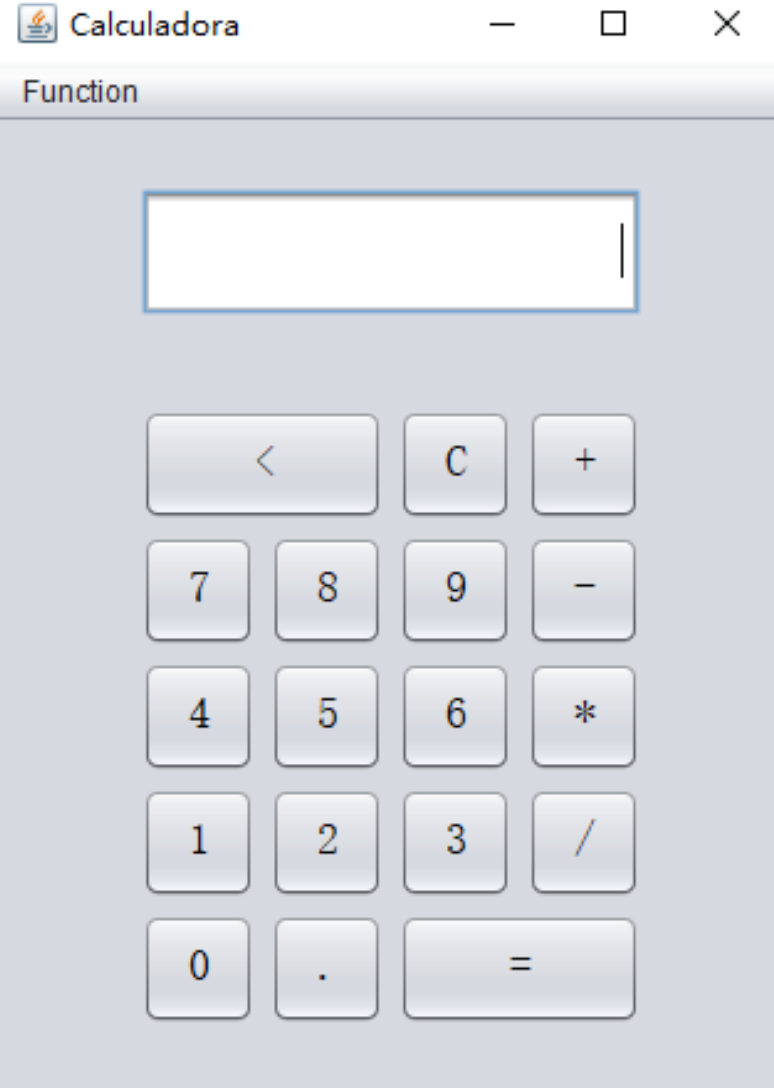 Calculadora
Function
< C +
7 8 9 -
4 5 6 *
1 2 3 /
0 . =